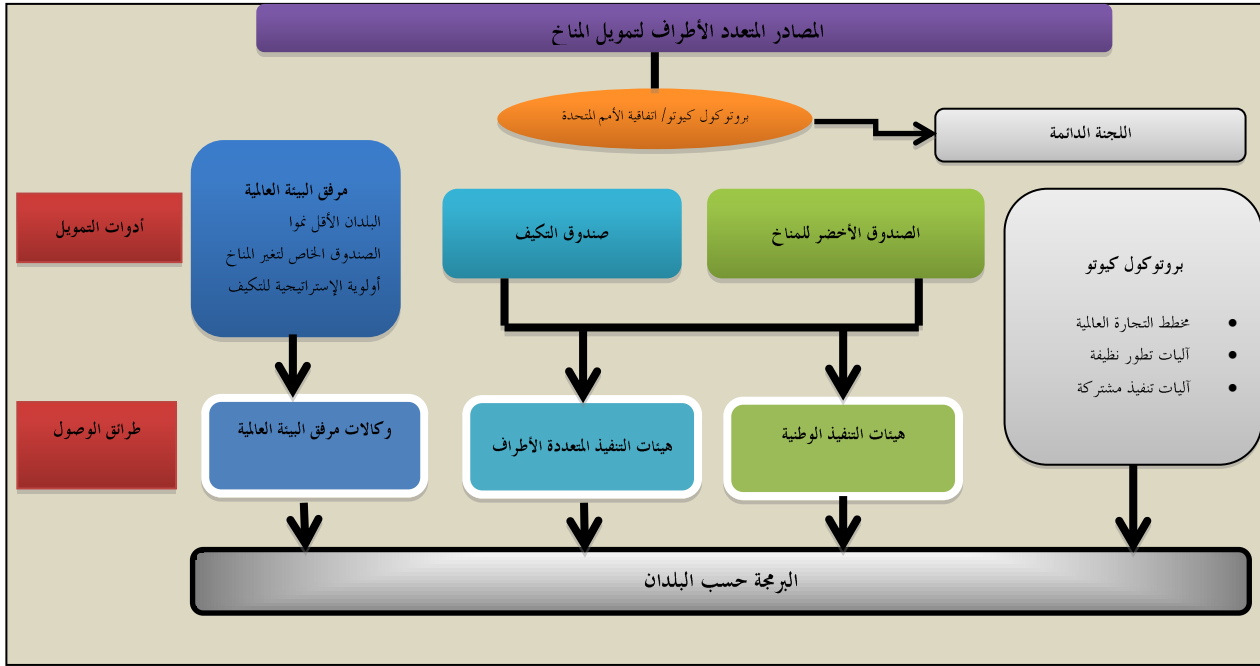 المصادر المتعدد الأطراف لتمويل المناخ
بروتوكول كيوتو/ اتفاقية الأمم المتحدة
اللجنة الدائمة
أدوات التمويل
بروتوكول كيوتو
• مخطط التجارة العالمية
• آليات تطور نظيفة
• آليات تنفيذ مشتركة
الصندوق الأخضر للمناخ
صندوق التكيف
مرفق البيئة العالمية
البلدان الأقل نموا
الصندوق الخاص لتغير المناخ
أولوية الإستراتيجية للتكيف
طرائق الوصول
هيئات التنفيذ الوطنية
هيئات التنفيذ المتعددة الأطراف
وكالات مرفق البيئة العالمية
البرمجة حسب البلدان